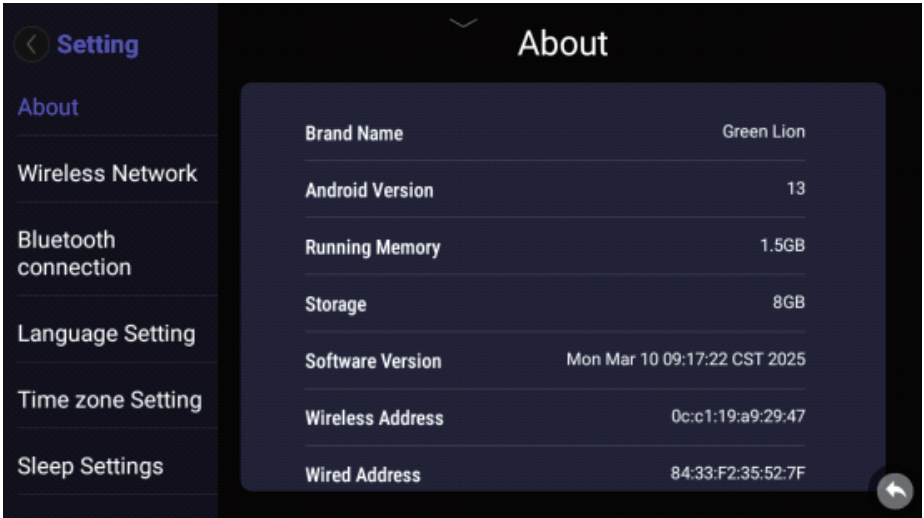 Setting
About
Wireless Network
Bluetooth
connection
Language Setting
Time zone Setting
Sleep Settings
About
Brand Name Green Lion
Android Version 13
Running Memory 1.5GB
Storage 8GB
Software Version Mon Mar 10 09:17:22 CST 2025
Wireless Address 0c:c1:19:a9:29:47
Wired Address 84:33:F2:35:52:7F